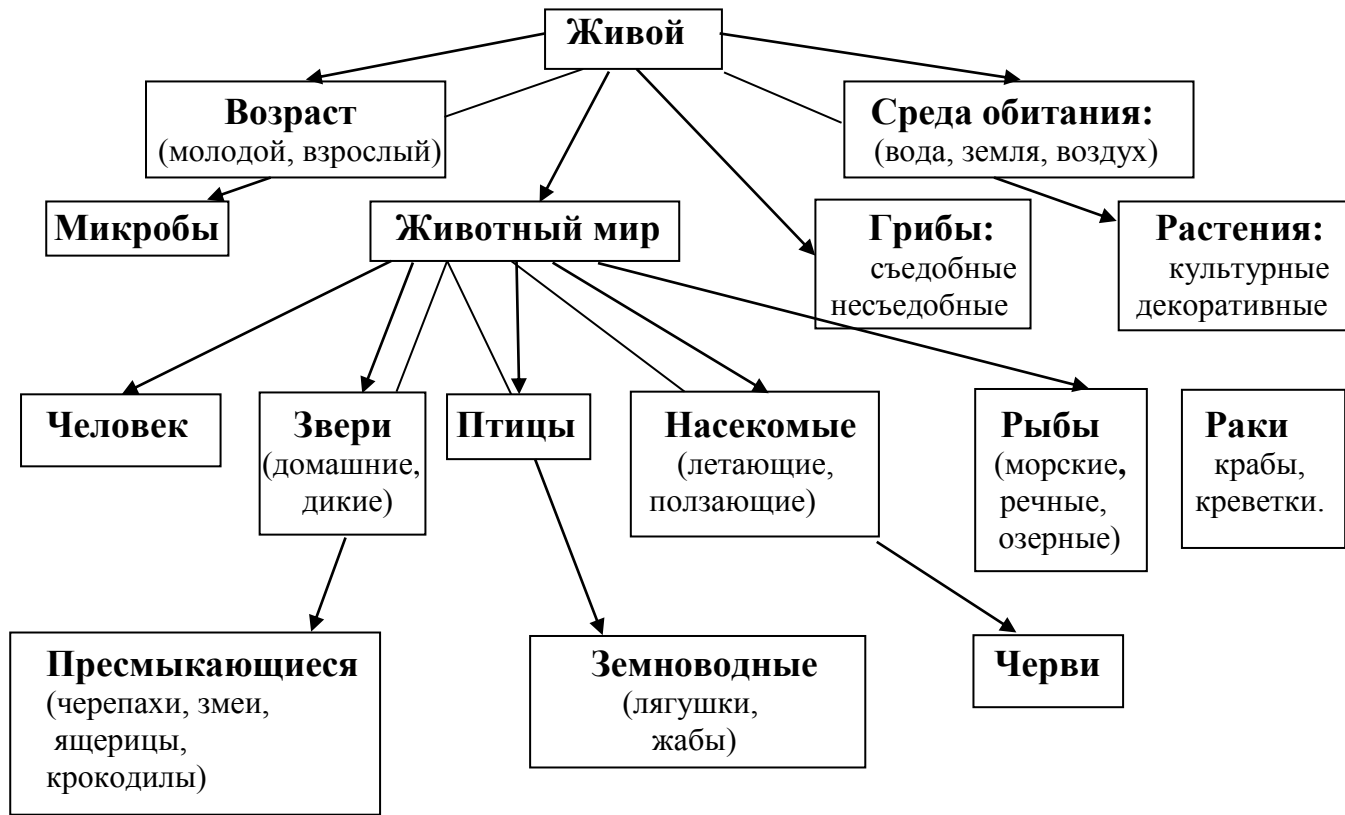 Живой
Возраст
(молодой, взрослый)
Среда обитания:
(вода, земля, воздух)
Микробы
Животный мир
Грибы:
съедобные
несъедобные
Растения:
культурные
декоративные
Человек
Звери
(домашние,
дикие)
Птицы
Насекомые
(летающие,
ползающие)
Рыбы
(морские,
речные,
озерные)
Раки
крабы,
креветки.
Пресмыкающиеся
(черепахи, змеи,
ящерицы,
крокодилы)
Земноводные
(лягушки,
жабы)
Черви